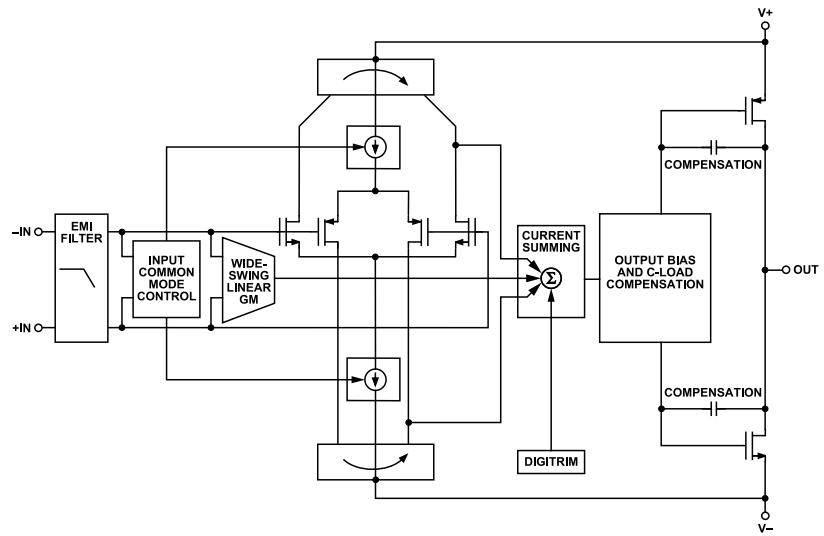 V+
COMPENSATION
–IN
EMI
FILTER
INPUT
COMMON
MODE
CONTROL
WIDE-
SWING
LINEAR
GM
CURRENT
SUMMING
Σ
OUTPUT BIAS
AND C-LOAD
COMPENSATION
OUT
+IN
COMPENSATION
DIGITRIM
V–